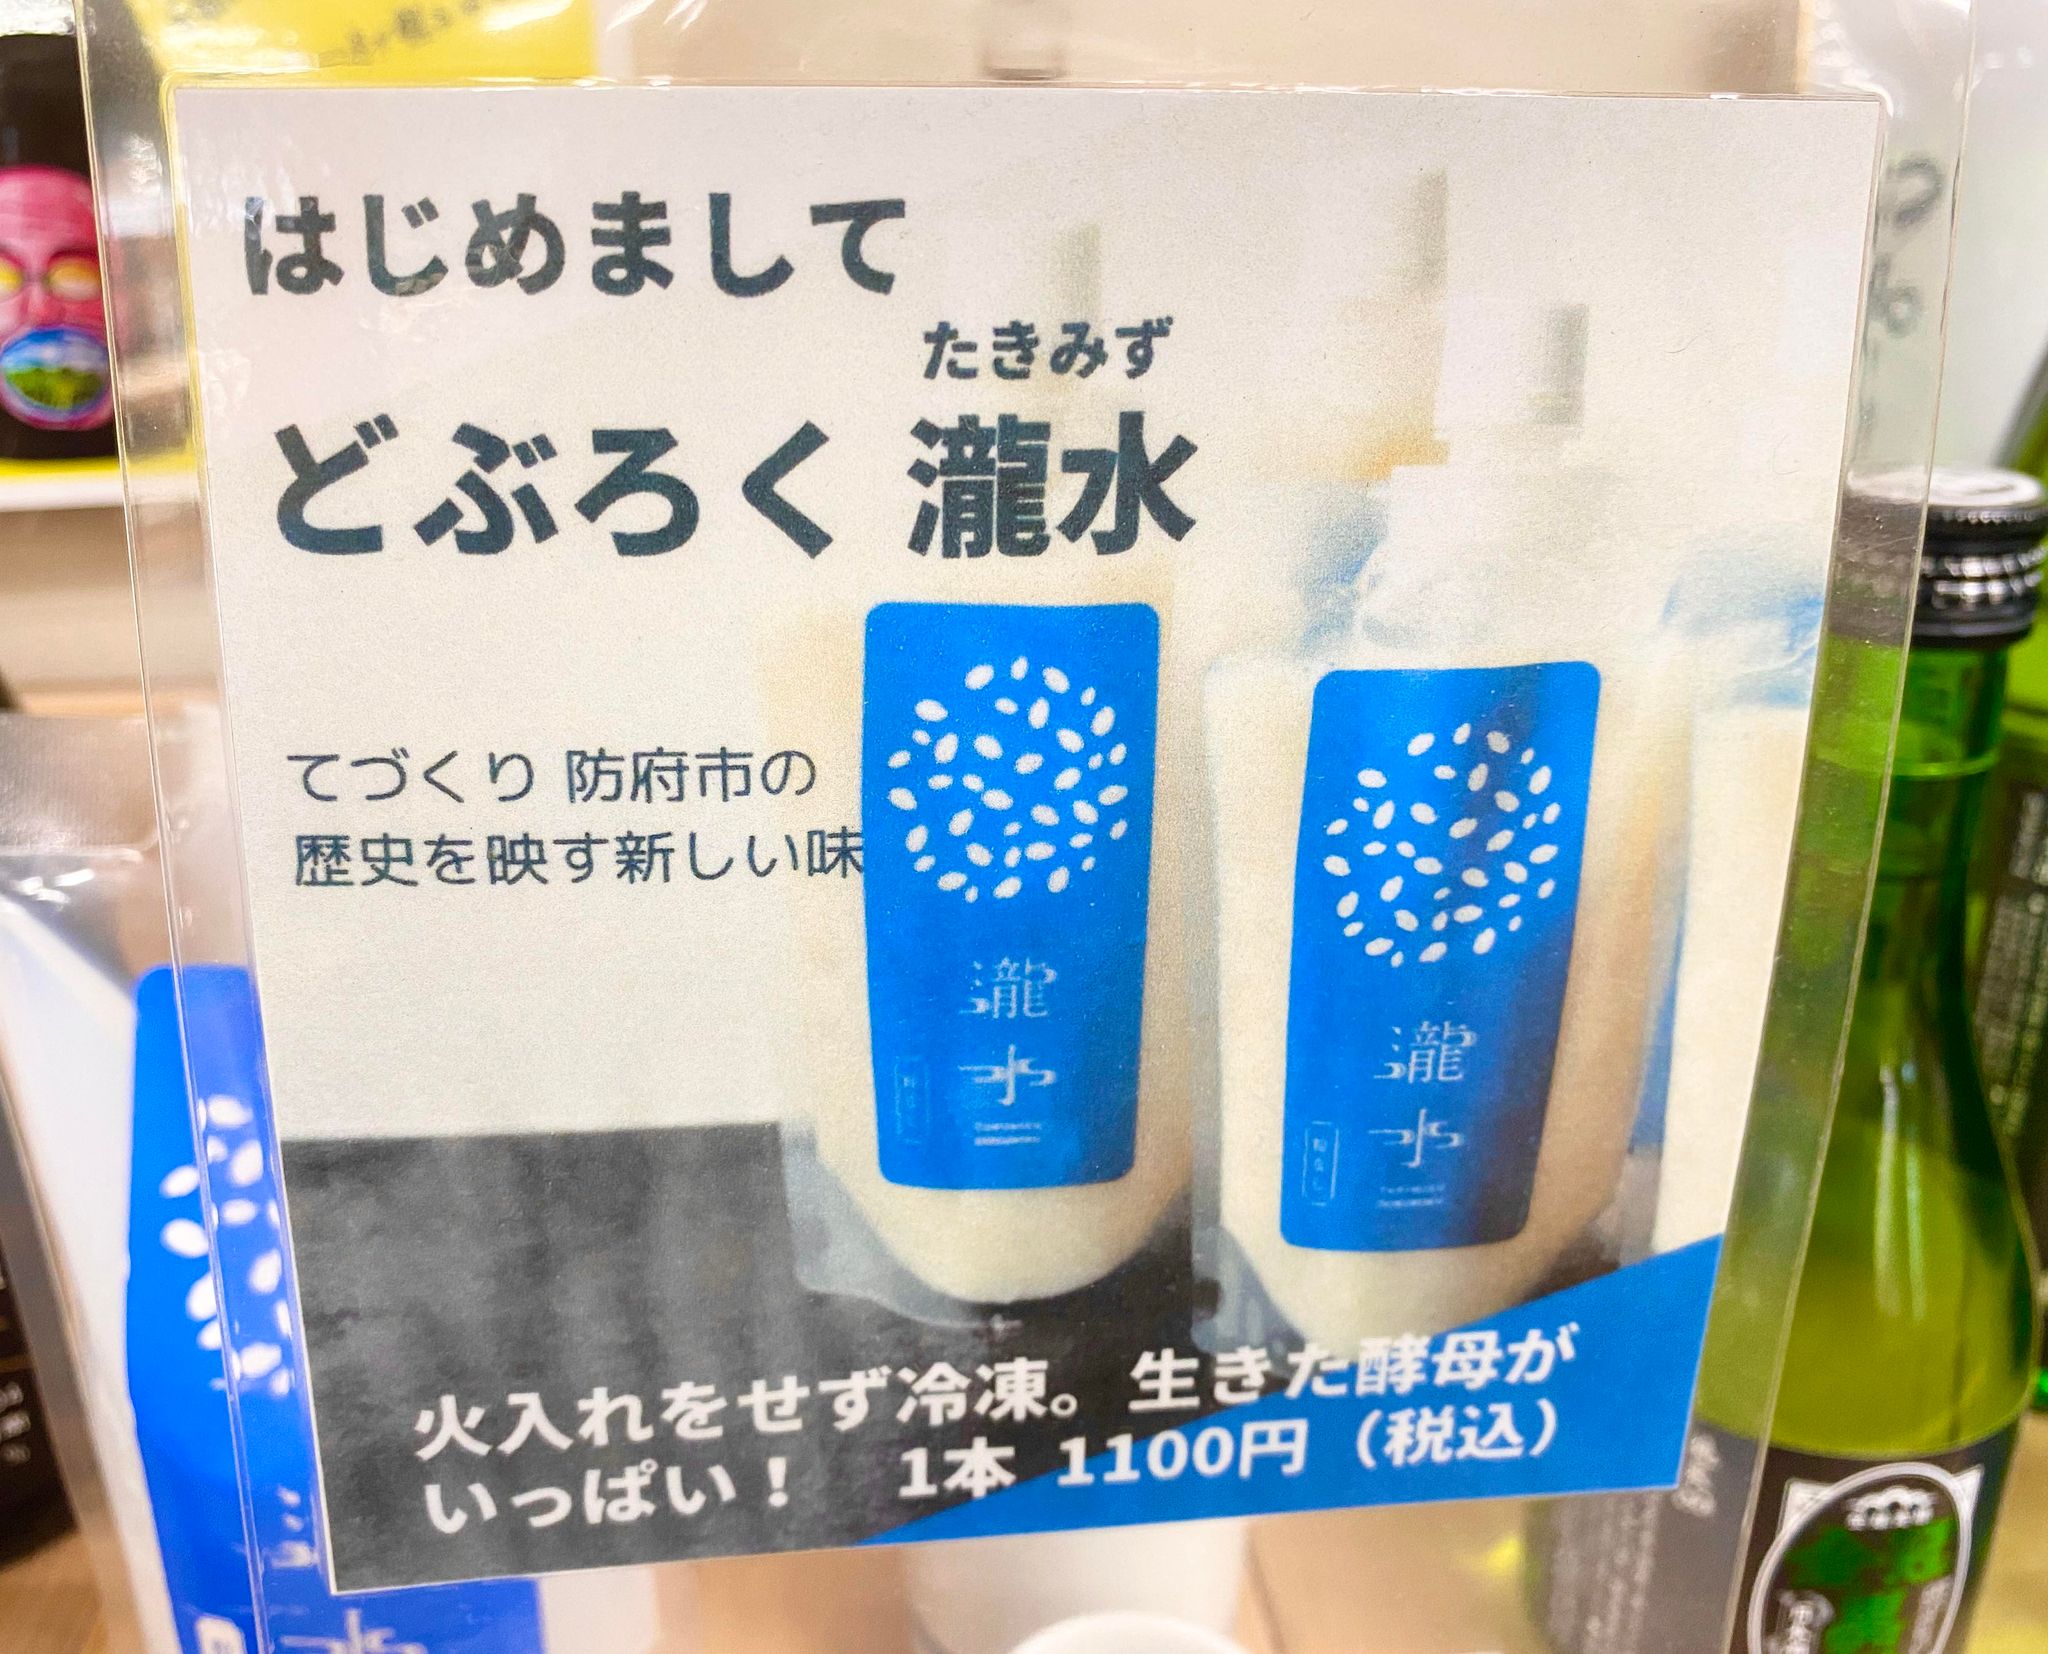 はじめまして
たきみず
どぶろく 瀧水
てづくり 防府市の
歴史を映す新しい味
瀧
水
瀧
水
火入れをせず冷凍。生きた酵母が
いっぱい！　1本 1100円（税込）